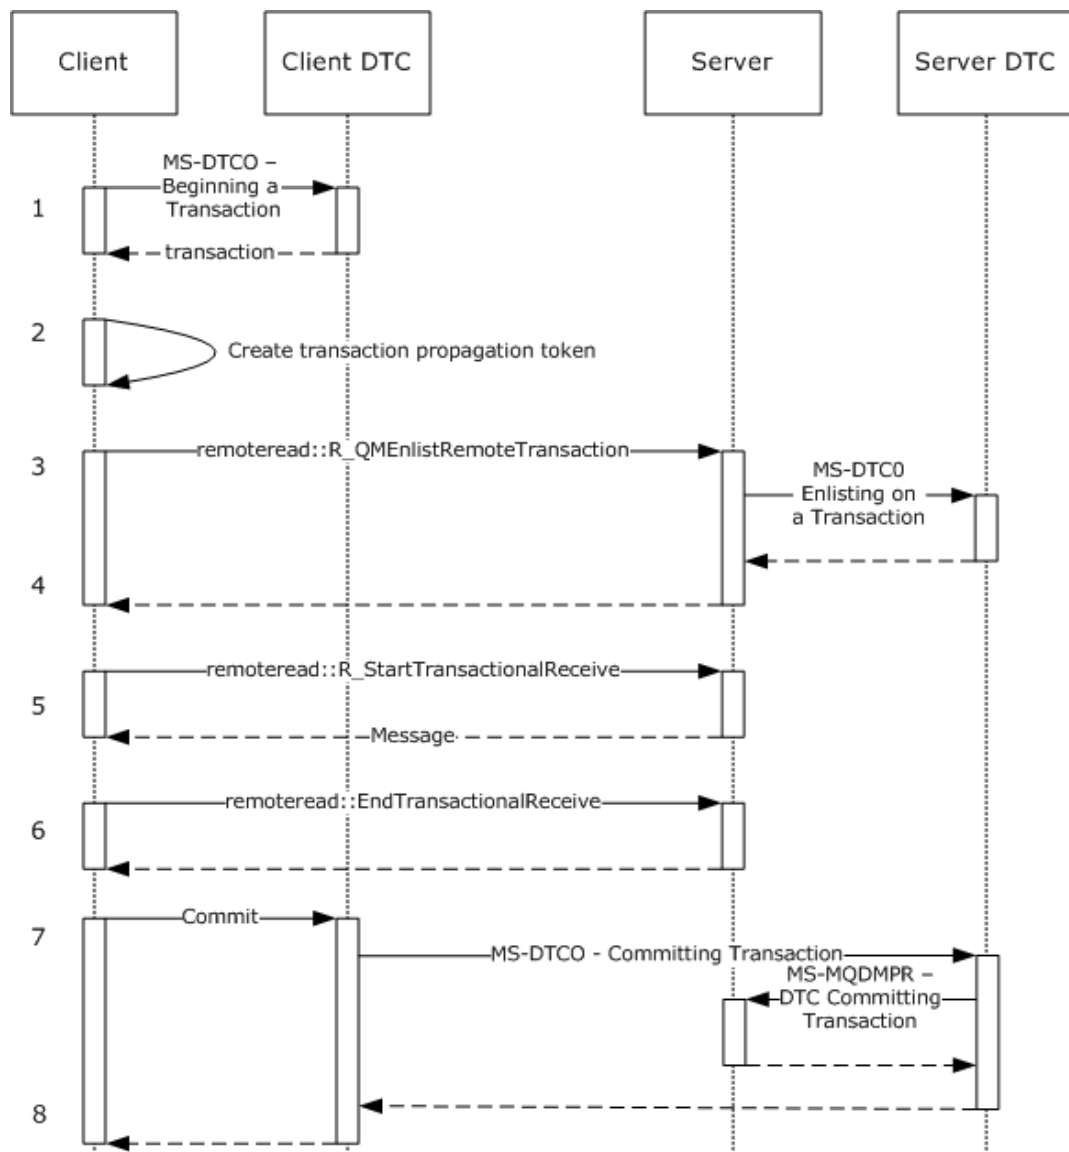 Client
Client DTC
Server
Server DTC
MS-DTCO –
Beginning a
Transaction
1
transaction
2
Create transaction propagation token
remoteread::R_QMEnlistRemoteTransaction
3
MS-DTC0
Enlisting on
a Transaction
4
remoteread::R_StartTransactionalReceive
5
Message
remoteread::EndTransactionalReceive
6
Commit
7
MS-DTCO - Committing Transaction
MS-MQDMPR –
DTC Committing
Transaction
8